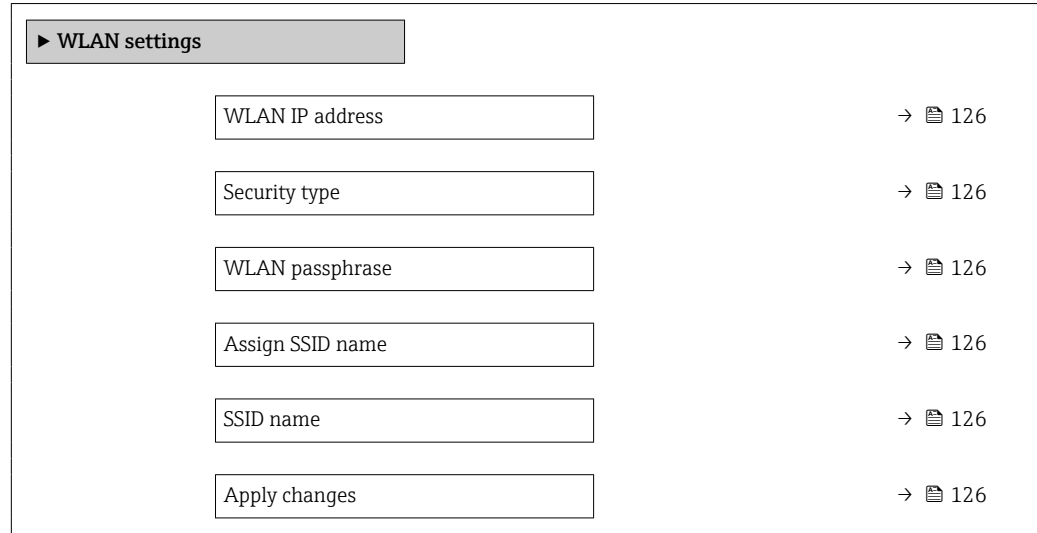 ▶ WLAN settings
WLAN IP address → 🖹 126
Security type → 🖹 126
WLAN passphrase → 🖹 126
Assign SSID name → 🖹 126
SSID name → 🖹 126
Apply changes → 🖹 126